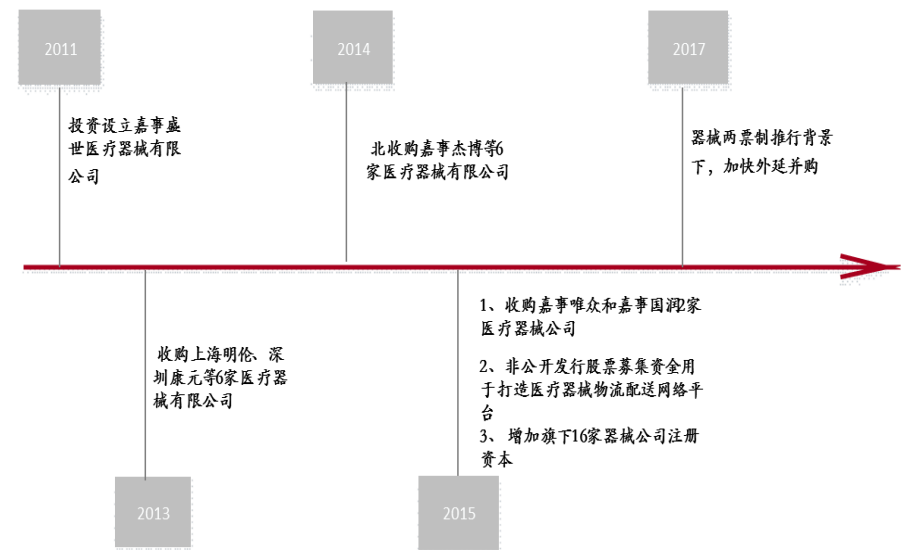 2011
2014
2017
投资设立嘉事盛
世医疗器械有限
公司
北收购嘉事杰博等6
家医疗器械有限公司
器械两票制推行背景
下，加快外延并购
收购上海明伦、深
圳康元等6家医疗器
械有限公司
1、收购嘉事唯众和嘉事国润2家
医疗器械公司
2、非公开发行股票募集资金用
于打造医疗器械物流配送网络平
台
3、增加旗下16家器械公司注册
资本
2013
2015